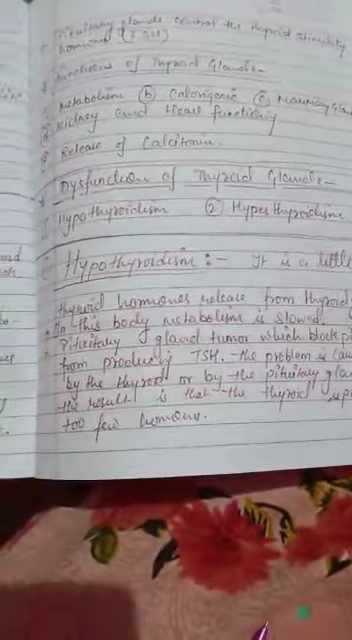 Pituitary glands control the thyroid stimulating
hormone (TSH)
functions of Thyroid Glands -
Metabolism (b) Calorigenic (c) Mammary Gland
Kidney and Heart functioning
Release of Calcitonin.
Dysfunction of Thyroid Glands -
Hypothyroidism (2) Hyperthyroidism
Hypothyroidism :- It is a little
thyroid hormones release from thyroid
In this body metabolism is slowed.
Pituitary gland tumor which block pi
from producing TSH. - the problem is cau
by the thyroid or by the pituitary gla
the result is that the thyroid
too few hormones.